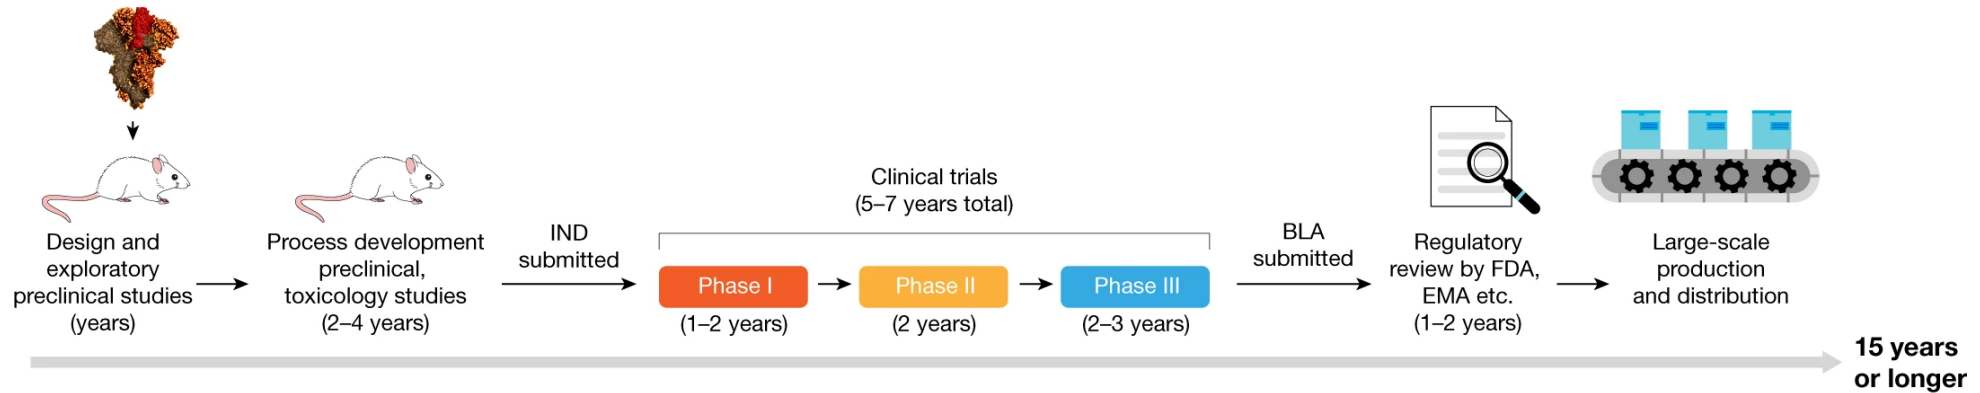 Design and
exploratory
preclinical studies
(years)
Process development
preclinical,
toxicology studies
(2–4 years)
IND
submitted
Clinical trials
(5–7 years total)
Phase I
(1–2 years)
Phase II
(2 years)
Phase III
(2–3 years)
BLA
submitted
Regulatory
review by FDA,
EMA etc.
(1–2 years)
Large-scale
production
and distribution
15 years
or longer